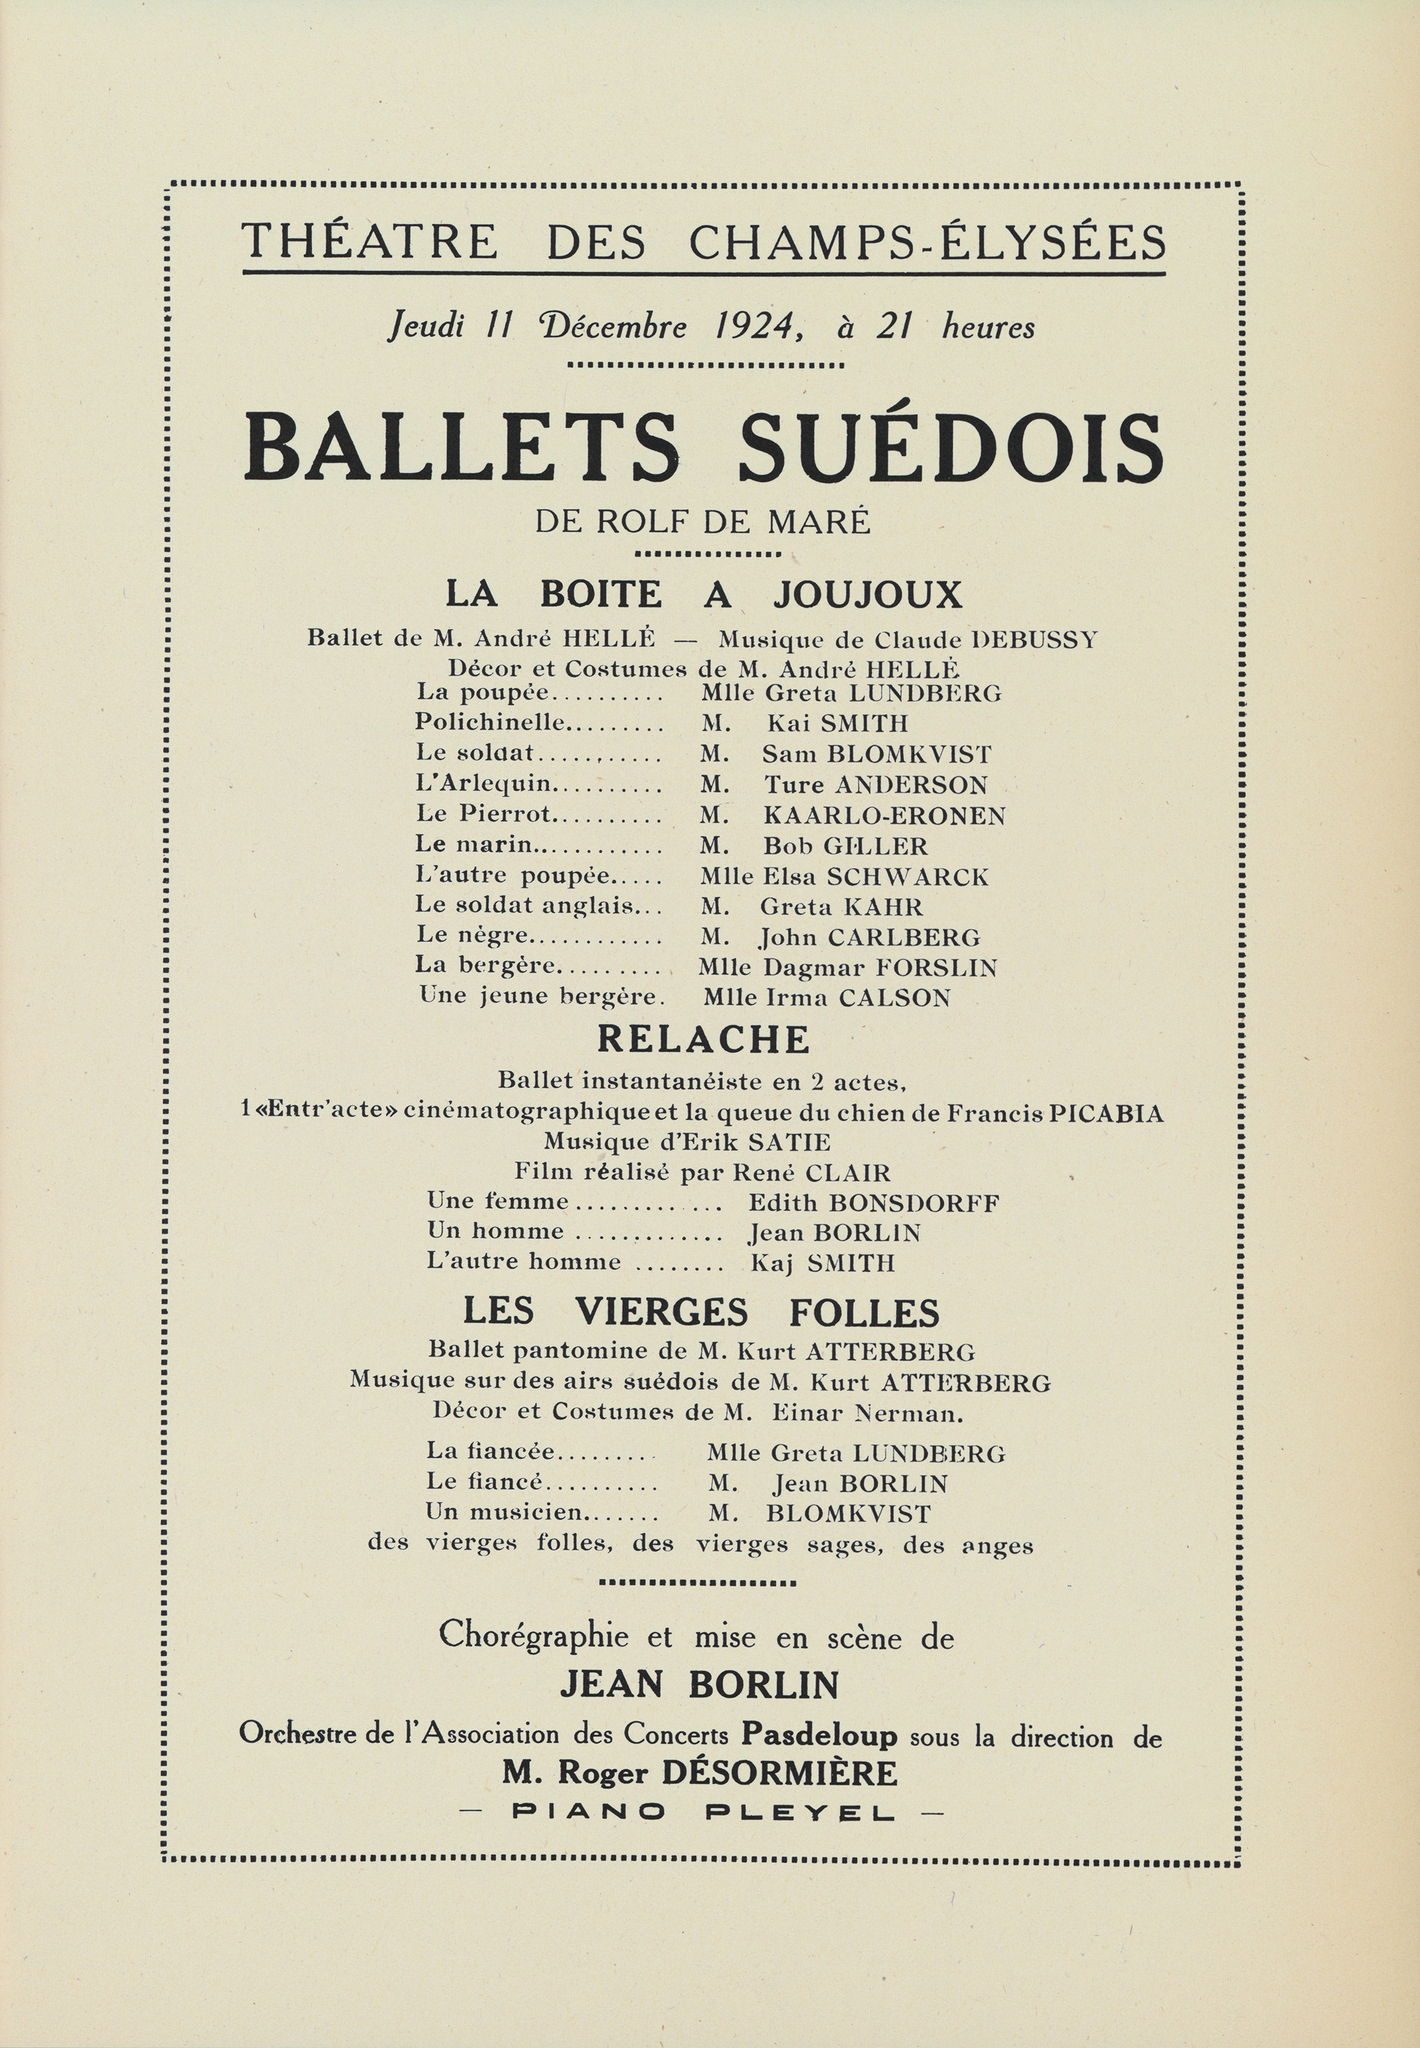 THÉATRE DES CHAMPS-ÉLYSÉES
Jeudi 11 Décembre 1924, à 21 heures
BALLETS SUÉDOIS
DE ROLF DE MARÉ
LA BOITE A JOUJOUX
Ballet de M. André HELLÉ — Musique de Claude DEBUSSY
Décor et Costumes de M. André HELLÉ
La poupée.......... Mlle Greta LUNDBERG
Polichinelle......... M. Kai SMITH
Le soldat........... M. Sam BLOMKVIST
L'Arlequin.......... M. Ture ANDERSON
Le Pierrot.......... M. KAARLO-ERONEN
Le marin............ M. Bob GILLER
L'autre poupée..... Mlle Elsa SCHWARCK
Le soldat anglais... M. Greta KAHR
Le nègre............ M. John CARLBERG
La bergère......... Mlle Dagmar FORSLIN
Une jeune bergère. Mlle Irma CALSON
RELACHE
Ballet instantanéiste en 2 actes,
1 «Entr'acte» cinématographique et la queue du chien de Francis PICABIA
Musique d'Erik SATIE
Film réalisé par René CLAIR
Une femme ............. Edith BONSDORFF
Un homme ............. Jean BORLIN
L'autre homme ........ Kaj SMITH
LES VIERGES FOLLES
Ballet pantomine de M. Kurt ATTERBERG
Musique sur des airs suédois de M. Kurt ATTERBERG
Décor et Costumes de M. Einar Nerman.
La fiancée......... Mlle Greta LUNDBERG
Le fiancé.......... M. Jean BORLIN
Un musicien....... M. BLOMKVIST
des vierges folles, des vierges sages, des anges
Chorégraphie et mise en scène de
JEAN BORLIN
Orchestre de l'Association des Concerts Pasdeloup sous la direction de
M. Roger DÉSORMIÈRE
— PIANO PLEYEL —